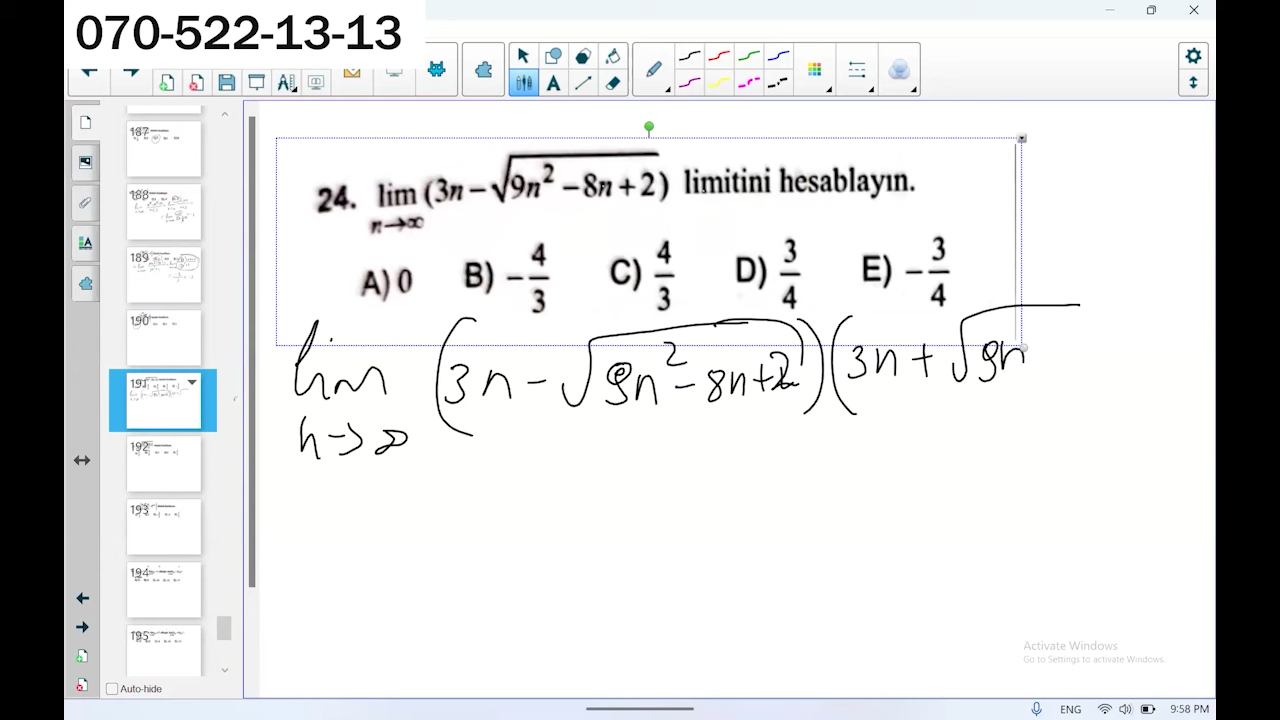 070-522-13-13
187
188
189
190
191
192
193
194
195
Auto-hide
24. lim (3n − √(9n² − 8n + 2)) limitini hesablayın.
n→∞
A) 0 B) −4/3 C) 4/3 D) 3/4 E) −3/4
lim (3n − √(9n² − 8n + 2)) (3n + √9n
n→∞
Activate Windows
Go to Settings to activate Windows.
ENG 9:58 PM